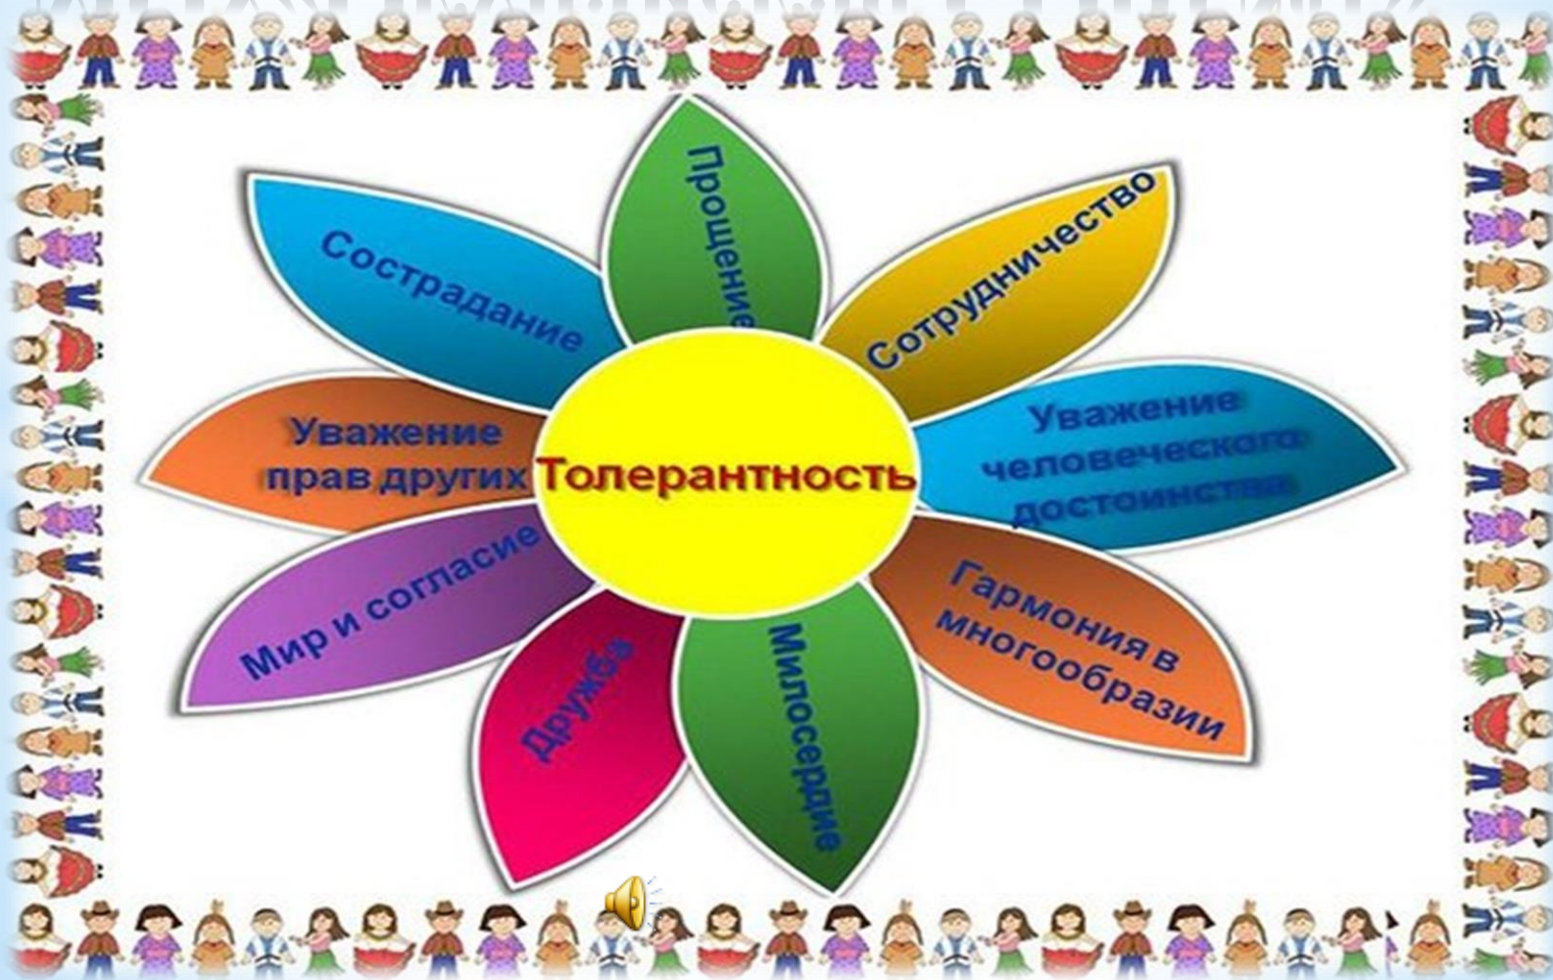 Прощение
Сотрудничество
Сострадание
Уважение
человеческого
достоинства
Уважение
прав других
Толерантность
Мир и согласие
Гармония в
многообразии
Дружба
Милосердие